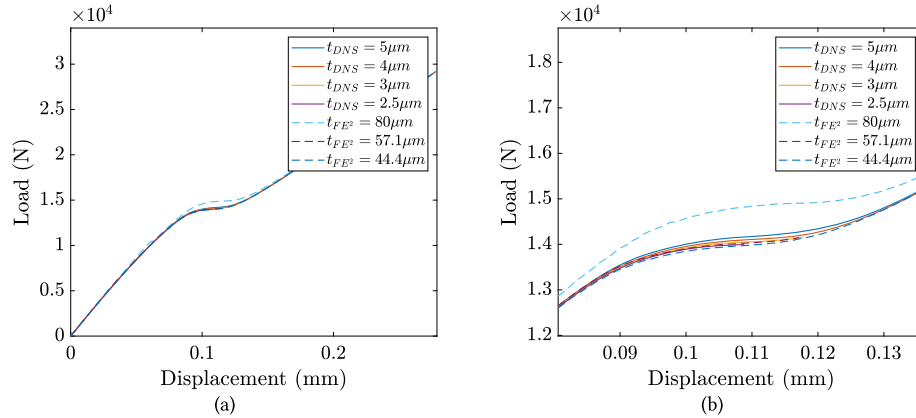 ×10⁴
3
2.5
2
1.5
1
0.5
0
0
0.1
0.2
Load (N)
Displacement (mm)
t_DNS = 5μm
t_DNS = 4μm
t_DNS = 3μm
t_DNS = 2.5μm
t_FE² = 80μm
t_FE² = 57.1μm
t_FE² = 44.4μm
(a)
×10⁴
1.8
1.7
1.6
1.5
1.4
1.3
1.2
0.09
0.1
0.11
0.12
0.13
Load (N)
Displacement (mm)
t_DNS = 5μm
t_DNS = 4μm
t_DNS = 3μm
t_DNS = 2.5μm
t_FE² = 80μm
t_FE² = 57.1μm
t_FE² = 44.4μm
(b)